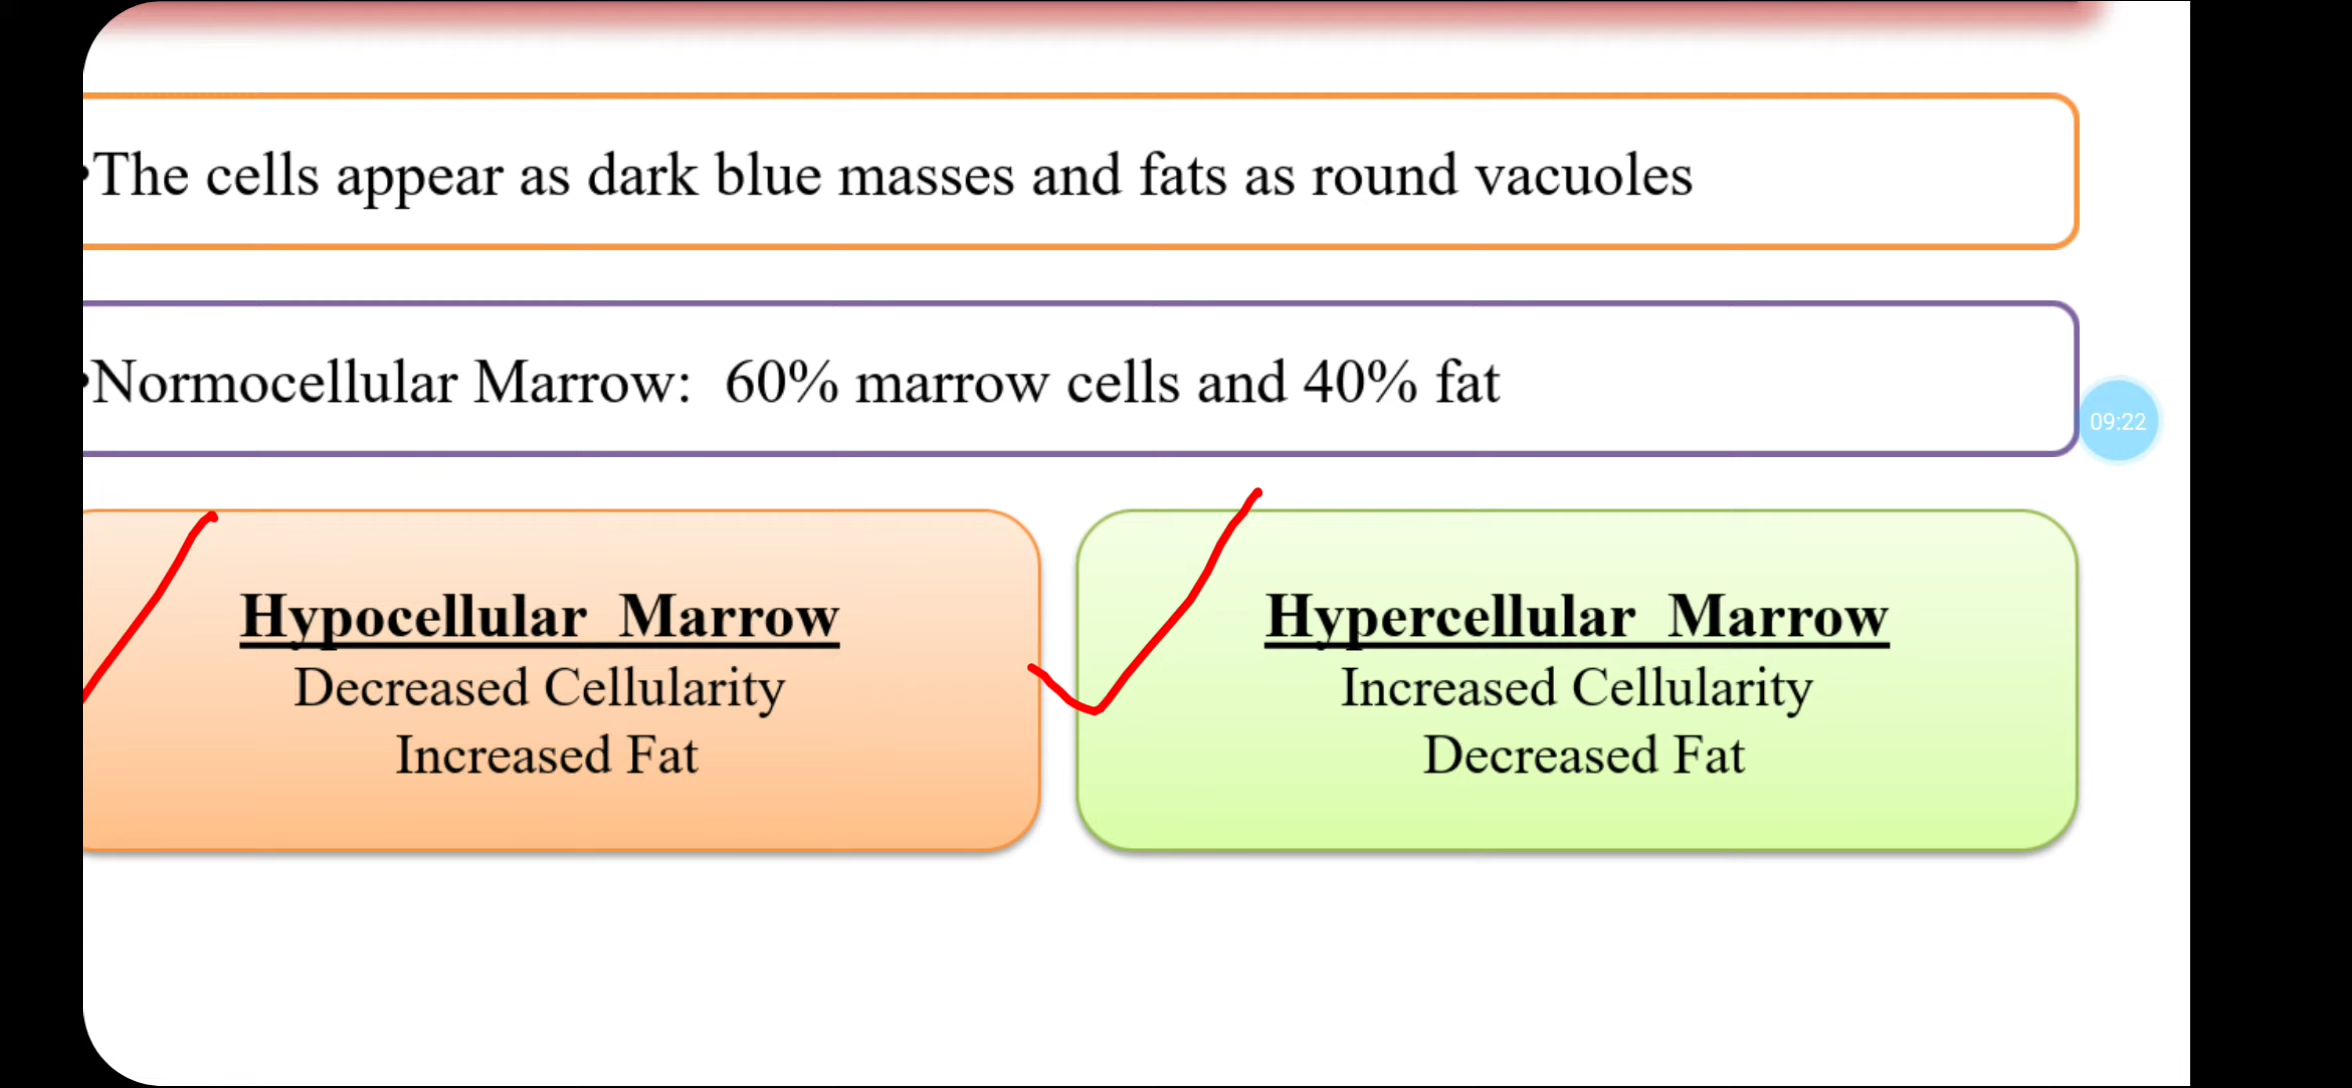 •The cells appear as dark blue masses and fats as round vacuoles
•Normocellular Marrow: 60% marrow cells and 40% fat
09:22
Hypocellular Marrow
Decreased Cellularity
Increased Fat
Hypercellular Marrow
Increased Cellularity
Decreased Fat